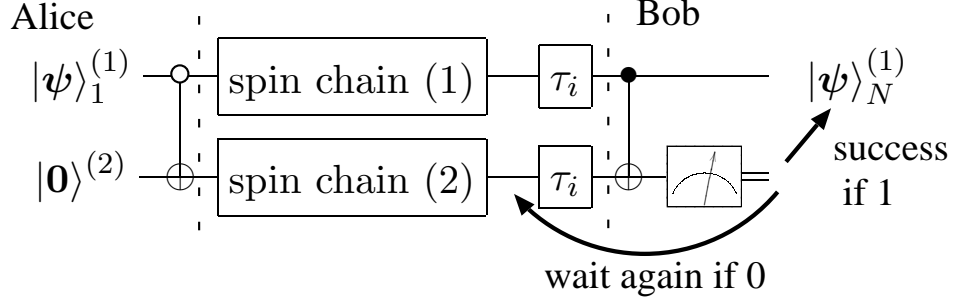 Alice
Bob
|ψ⟩₁⁽¹⁾
spin chain (1)
τᵢ
|ψ⟩_N⁽¹⁾
|0⟩⁽²⁾
spin chain (2)
τᵢ
success
if 1
wait again if 0